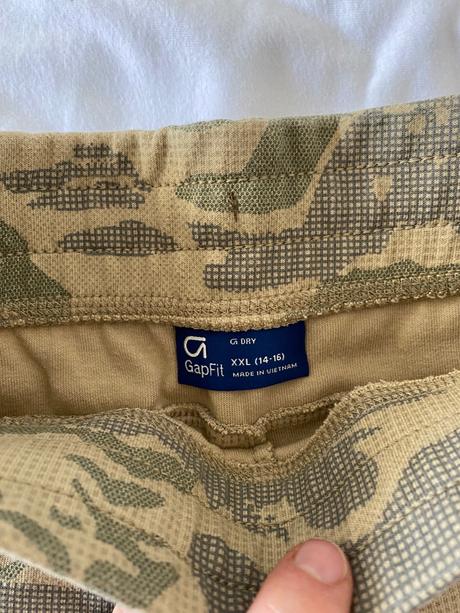 G DRY
GapFit
XXL (14-16)
MADE IN VIETNAM